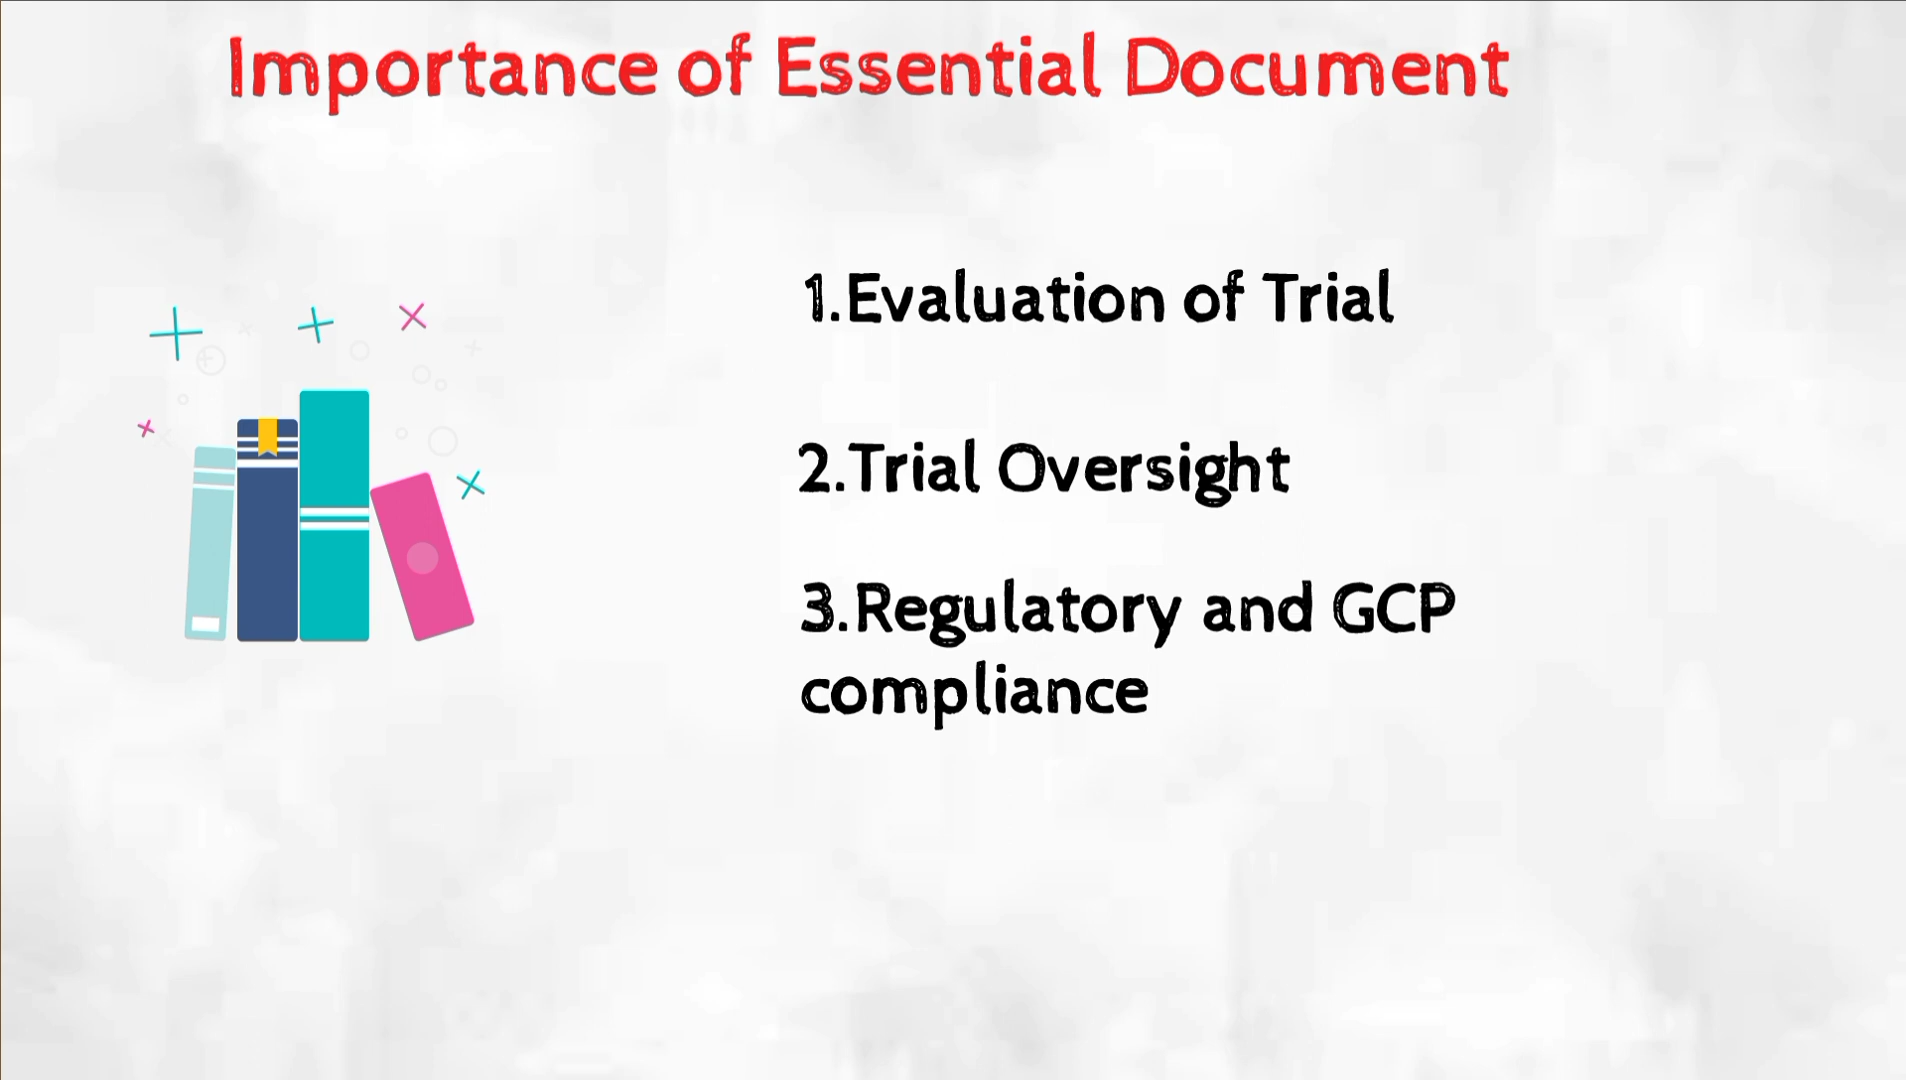 Importance of Essential Document
1.Evaluation of Trial
2.Trial Oversight
3.Regulatory and GCP
compliance